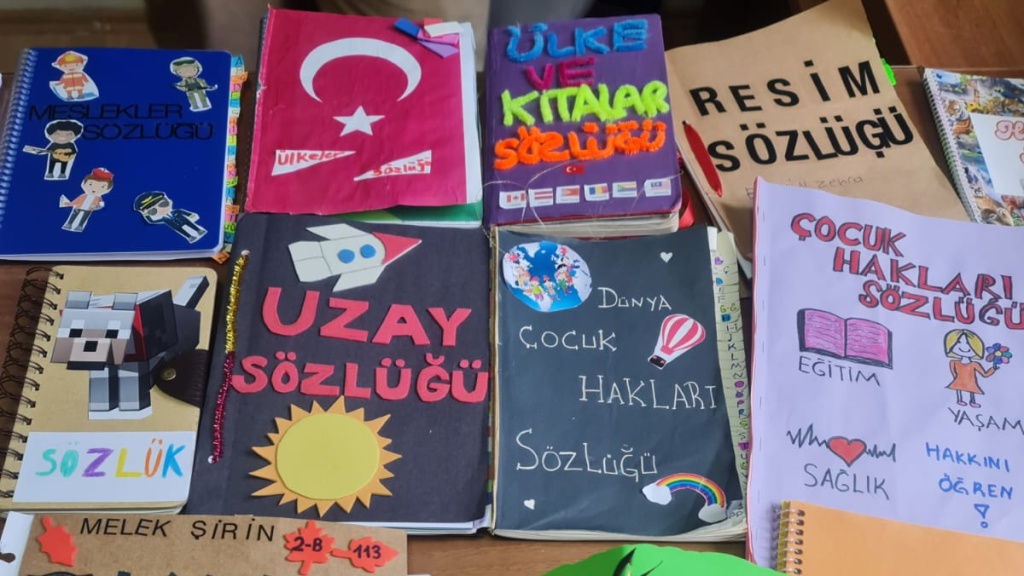 MESLEKLER
SÖZLÜĞÜ
ÜLKELER
Sözlüğü
ÜLKE
VE
KITALAR
SÖZLÜĞÜ
RESİM
SÖZLÜĞÜ
Zehra
SÖZLÜK
UZAY
SÖZLÜĞÜ
DÜNYA
ÇOCUK
HAKLARI
SÖZLÜĞÜ
ÇOCUK
HAKLARI
SÖZLÜĞÜ
EĞİTİM
YAŞAM
SAĞLIK
HAKKINI
ÖĞREN
!
MELEK ŞİRİN
2-B 113